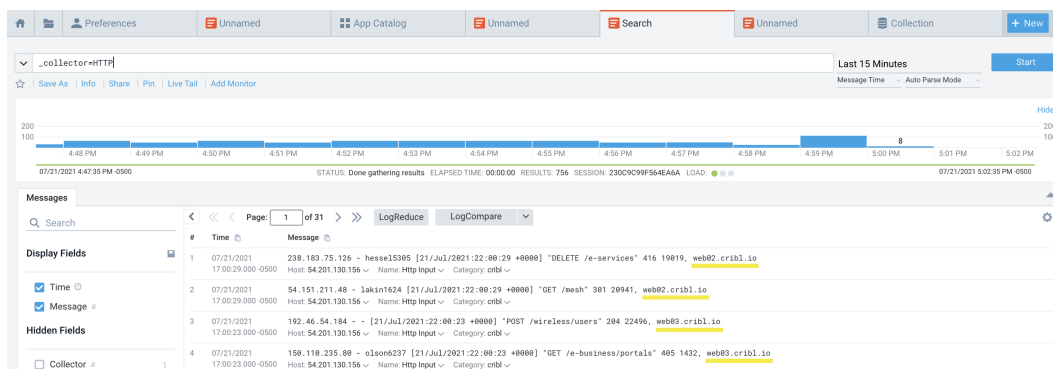 Preferences
Unnamed
App Catalog
Unnamed
Search
Unnamed
Collection
+ New
_collector=HTTP
Last 15 Minutes
Start
Save As | Info | Share | Pin | Live Tail | Add Monitor
Message Time
Auto Parse Mode
Hide
200
100
200
100
8
4:48 PM 4:49 PM 4:50 PM 4:51 PM 4:52 PM 4:53 PM 4:54 PM 4:55 PM 4:56 PM 4:57 PM 4:58 PM 4:59 PM 5:00 PM 5:01 PM 5:02 PM
07/21/2021 4:47:35 PM -0500
STATUS: Done gathering results ELAPSED TIME: 00:00:00 RESULTS: 756 SESSION: 230C9C99F564EA6A LOAD:
07/21/2021 5:02:35 PM -0500
Messages
Search
Page: 1 of 31
LogReduce
LogCompare
# Time Message
Display Fields
Time
Message #
Hidden Fields
Collector # 1
1 07/21/2021 17:00:29.000 -0500
238.183.75.126 - hessel5305 [21/Jul/2021:22:00:29 +0000] "DELETE /e-services" 416 19019, web02.cribl.io
Host: 54.201.130.156 Name: Http Input Category: cribl
2 07/21/2021 17:00:29.000 -0500
54.151.211.48 - lakin1624 [21/Jul/2021:22:00:29 +0000] "GET /mesh" 301 20941, web02.cribl.io
Host: 54.201.130.156 Name: Http Input Category: cribl
3 07/21/2021 17:00:23.000 -0500
192.46.54.184 - - [21/Jul/2021:22:00:23 +0000] "POST /wireless/users" 204 22496, web03.cribl.io
Host: 54.201.130.156 Name: Http Input Category: cribl
4 07/21/2021 17:00:23.000 -0500
150.110.235.80 - olson6237 [21/Jul/2021:22:00:23 +0000] "GET /e-business/portals" 405 1432, web03.cribl.io
Host: 54.201.130.156 Name: Http Input Category: cribl